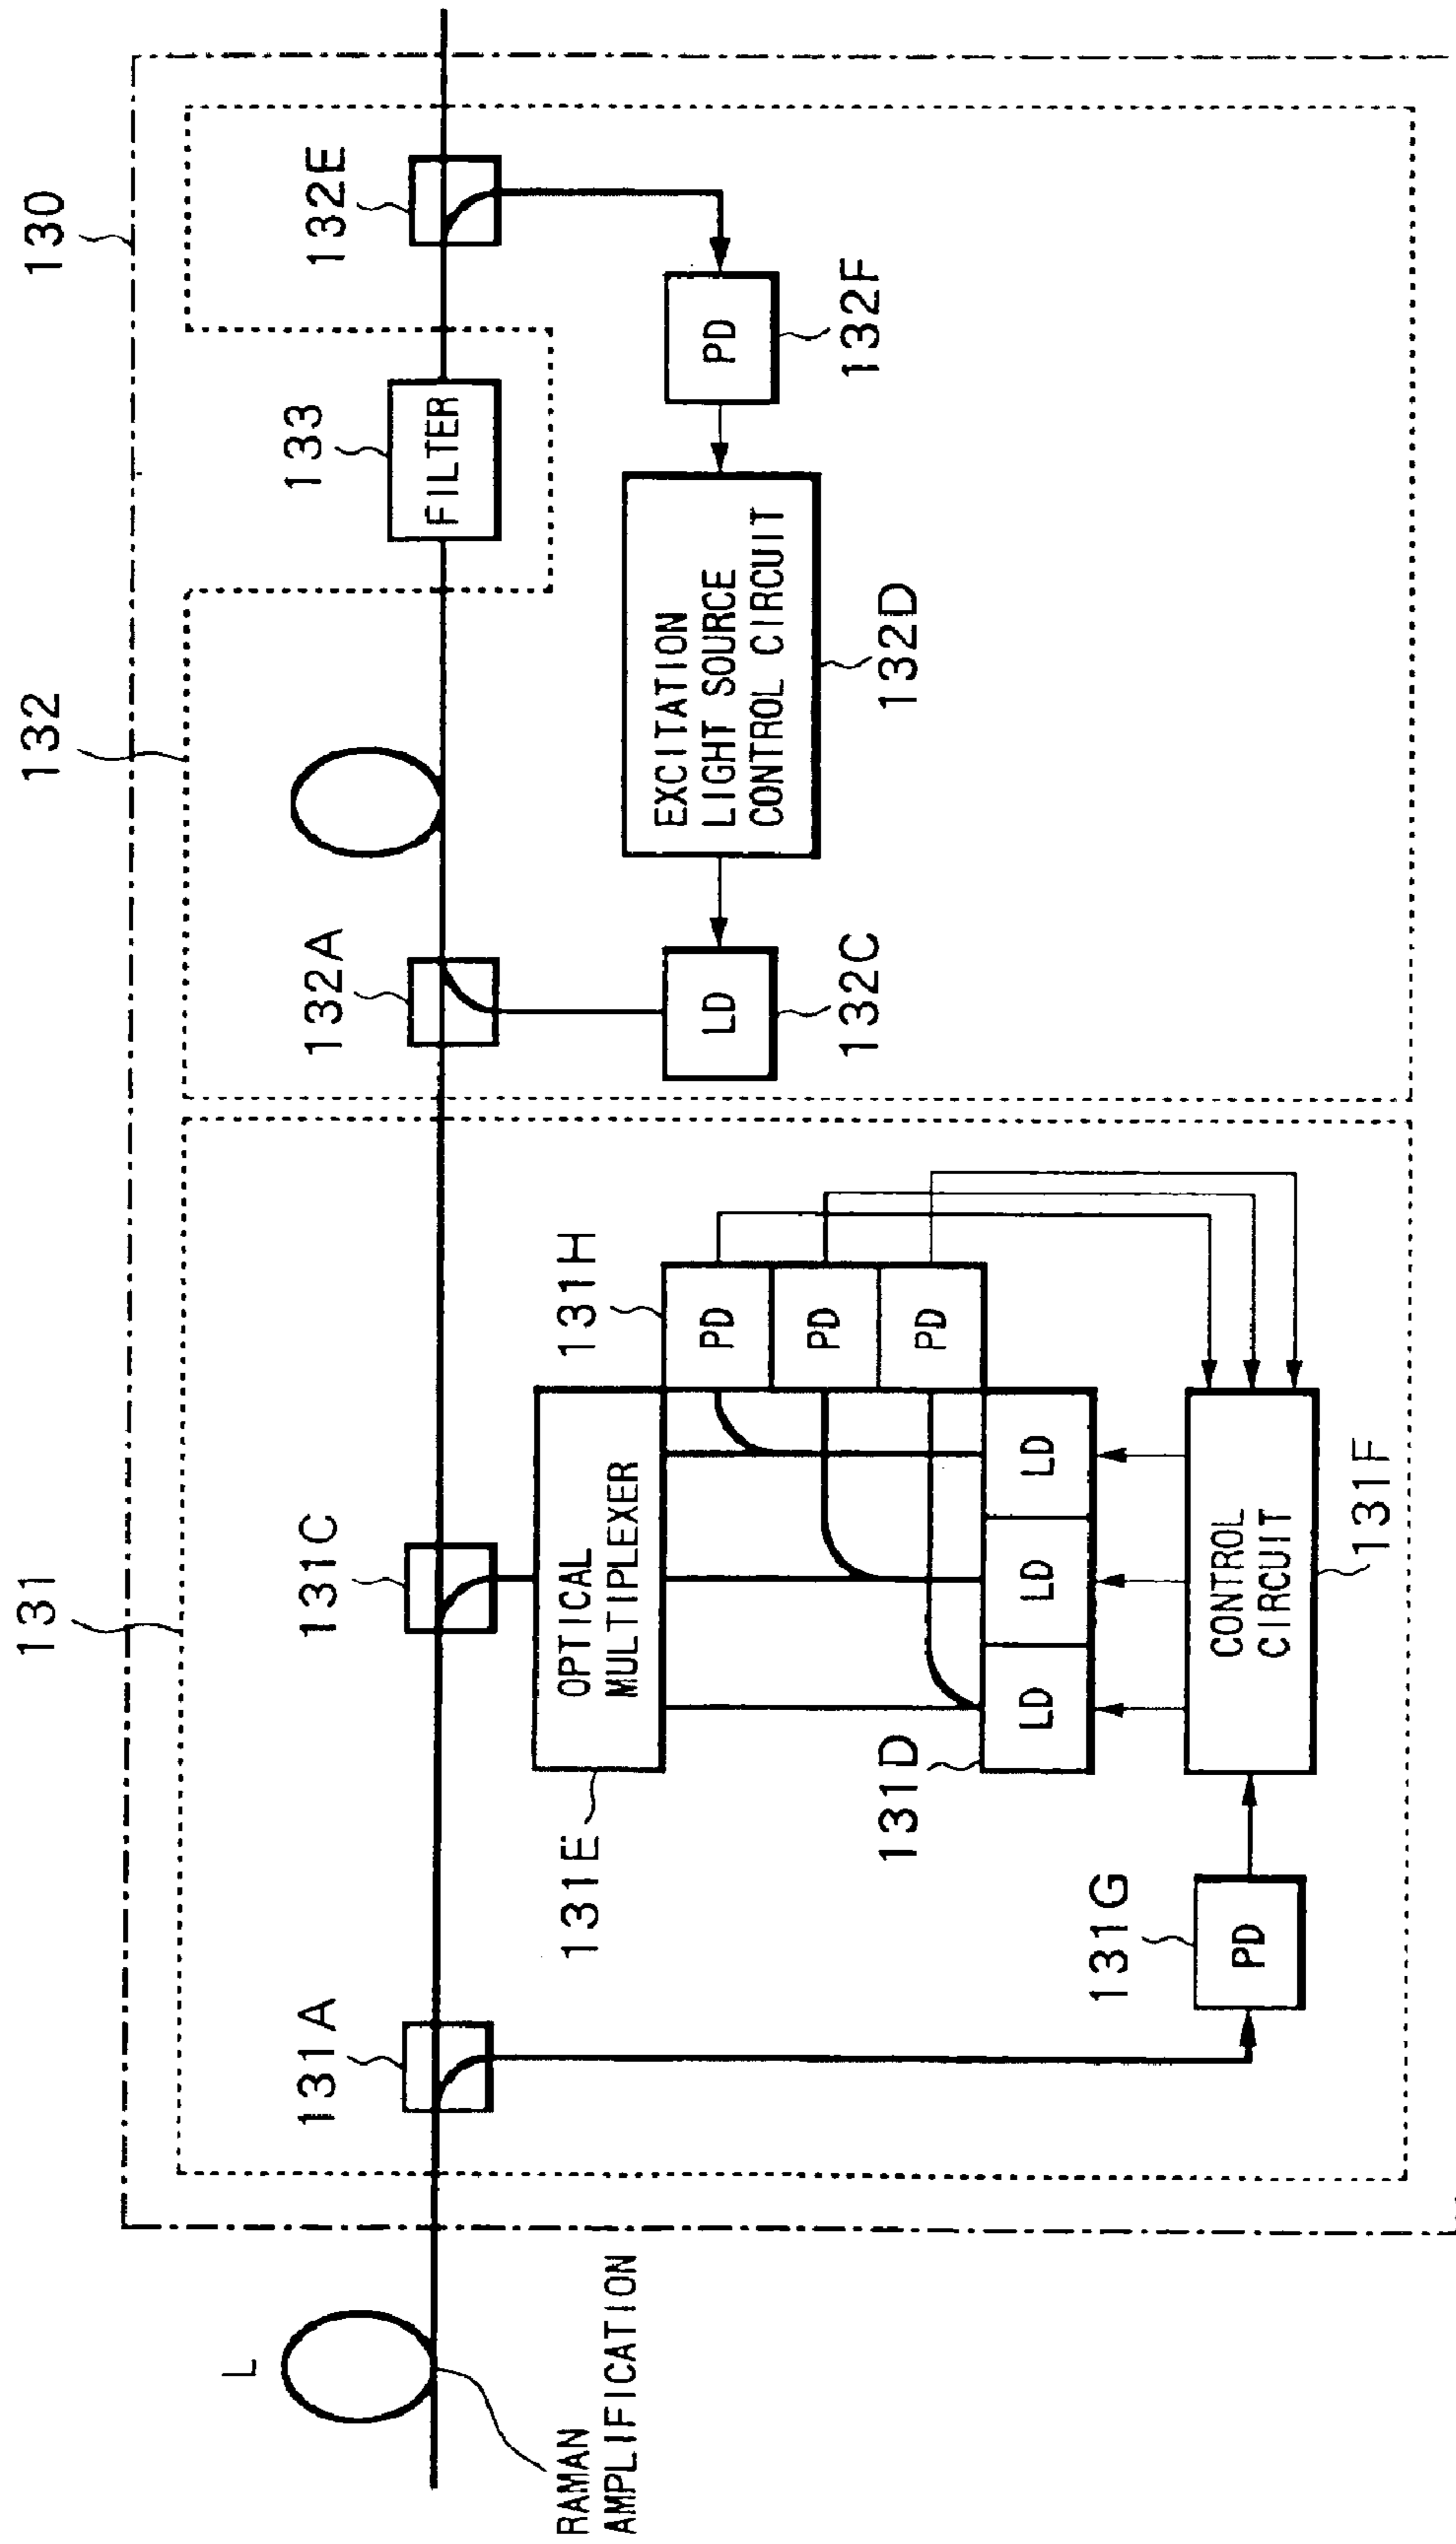 130
131
132
131A
131C
132A
133
132E
L
RAMAN
AMPLIFICATION
FILTER
OPTICAL
MULTIPLEXER
131E
131H
PD
PD
PD
131D
LD
LD
LD
131G
PD
CONTROL
CIRCUIT
131F
LD
132C
EXCITATION
LIGHT SOURCE
CONTROL CIRCUIT
132D
PD
132F